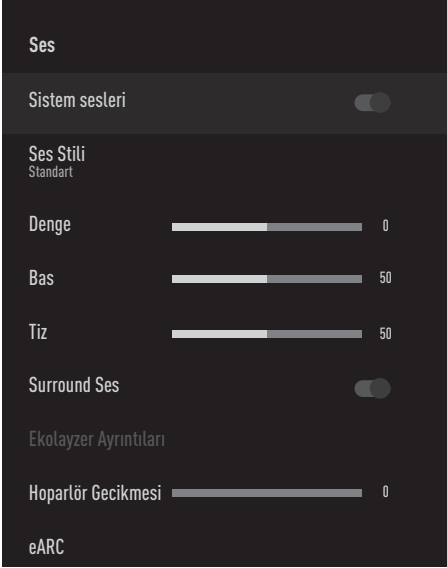 Ses
Sistem sesleri
Ses Stili
Standart
Denge 0
Bas 50
Tiz 50
Surround Ses
Ekolayzer Ayrıntıları
Hoparlör Gecikmesi 0
eARC